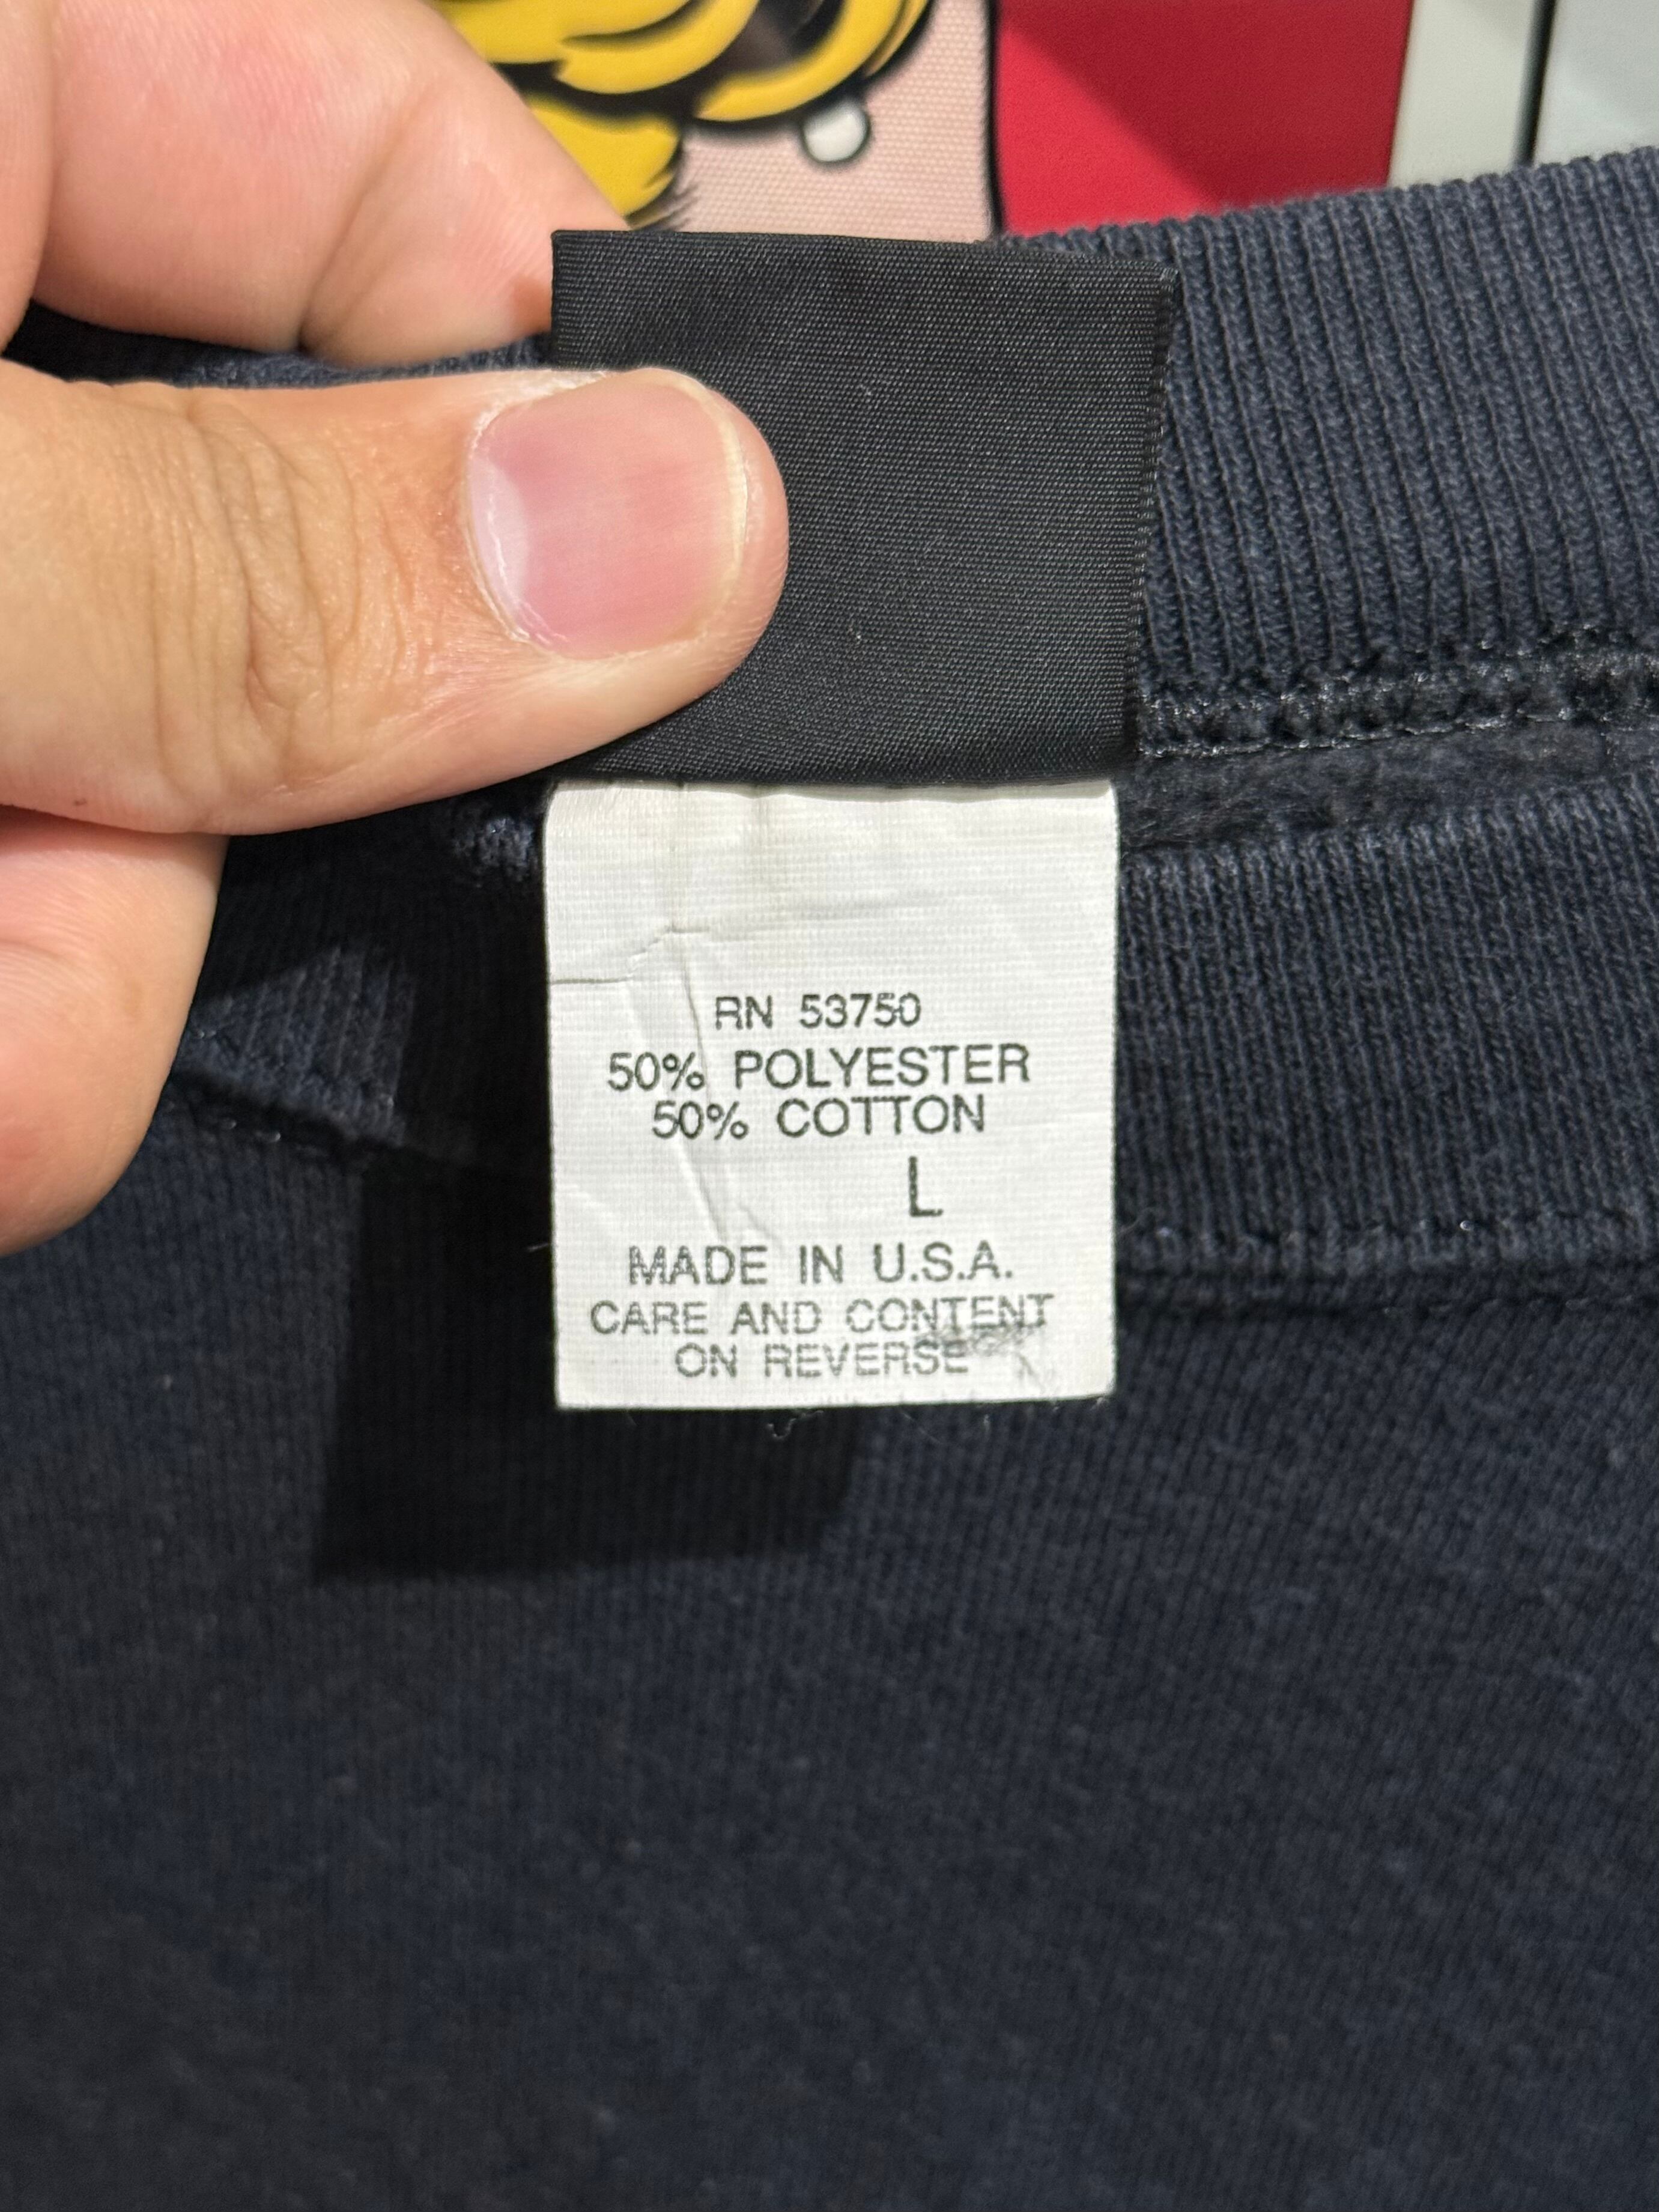 RN 53750
50% POLYESTER
50% COTTON
L
MADE IN U.S.A.
CARE AND CONTENT
ON REVERSE